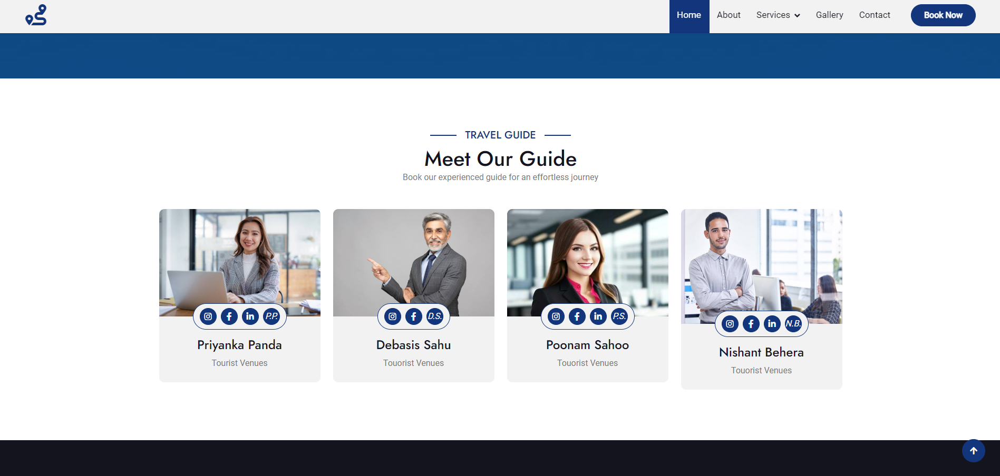 Home About Services Gallery Contact Book Now
TRAVEL GUIDE
Meet Our Guide
Book our experienced guide for an effortless journey
P.P. D.S. P.S. N.B.
Priyanka Panda Debasis Sahu Poonam Sahoo Nishant Behera
Tourist Venues Touorist Venues Touorist Venues Touorist Venues